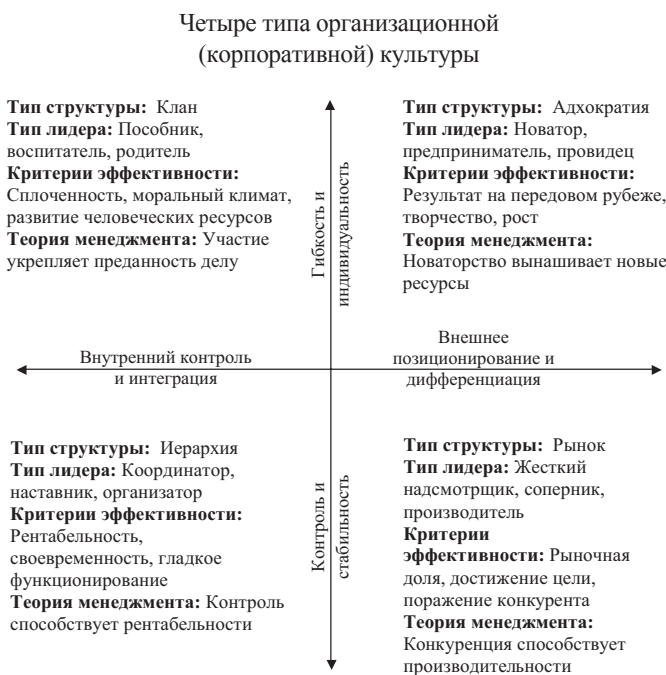 Четыре типа организационной
(корпоративной) культуры
Тип структуры: Клан
Тип лидера: Пособник,
воспитатель, родитель
Критерии эффективности:
Сплоченность, моральный климат,
развитие человеческих ресурсов
Теория менеджмента: Участие
укрепляет преданность делу
Гибкость и
индивидуальность
Тип структуры: Адхократия
Тип лидера: Новатор,
предприниматель, провидец
Критерии эффективности:
Результат на передовом рубеже,
творчество, рост
Теория менеджмента:
Новаторство вынашивает новые
ресурсы
Внутренний контроль
и интеграция
Внешнее
позиционирование и
дифференциация
Тип структуры: Иерархия
Тип лидера: Координатор,
наставник, организатор
Критерии эффективности:
Рентабельность,
своевременность, гладкое
функционирование
Теория менеджмента: Контроль
способствует рентабельности
Контроль и
стабильность
Тип структуры: Рынок
Тип лидера: Жесткий
надсмотрщик, соперник,
производитель
Критерии
эффективности: Рыночная
доля, достижение цели,
поражение конкурента
Теория менеджмента:
Конкуренция способствует
производительности